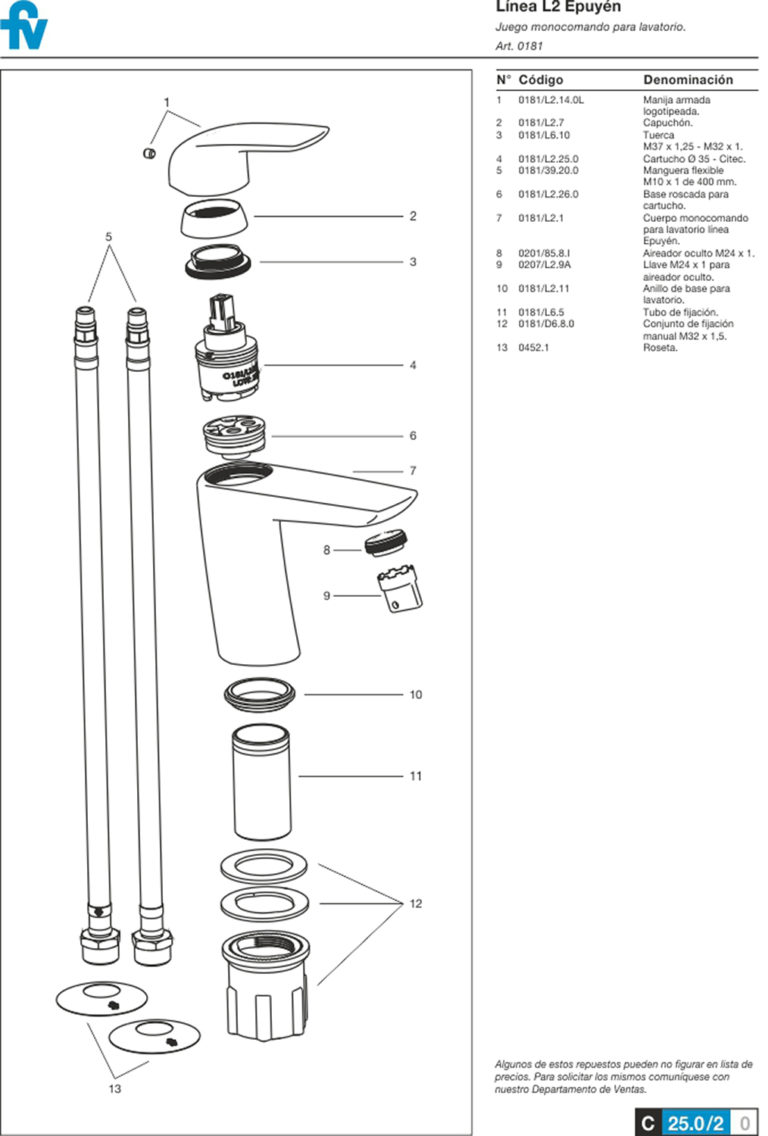 fv
Línea L2 Epuyén
Juego monocomando para lavatorio.
Art. 0181
N° Código Denominación
1 0181/L2.14.0L Manija armada
logotipeada.
2 0181/L2.7 Capuchón.
3 0181/L6.10 Tuerca
M37 x 1,25 - M32 x 1.
4 0181/L2.25.0 Cartucho Ø 35 - Citec.
5 0181/39.20.0 Manguera flexible
M10 x 1 de 400 mm.
6 0181/L2.26.0 Base roscada para
cartucho.
7 0181/L2.1 Cuerpo monocomando
para lavatorio línea
Epuyén.
8 0201/85.8.I Aireador oculto M24 x 1.
9 0207/L2.9A Llave M24 x 1 para
aireador oculto.
10 0181/L2.11 Anillo de base para
lavatorio.
11 0181/L6.5 Tubo de fijación.
12 0181/D6.8.0 Conjunto de fijación
manual M32 x 1,5.
13 0452.1 Roseta.
1
2
5
3
4
6
7
8
9
10
11
12
13
Algunos de estos repuestos pueden no figurar en lista de
precios. Para solicitar los mismos comuníquese con
nuestro Departamento de Ventas.
C 25.0/2 0